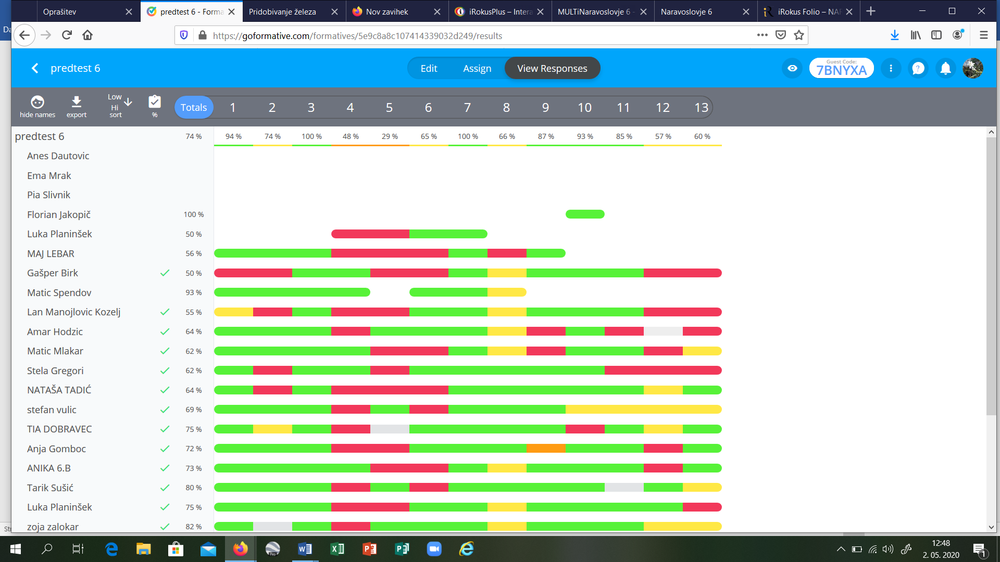 Oprašitev
predtest 6 - Forma
Pridobivanje železa
Nov zavihek
iRokusPlus – Intera
MULTiNaravoslovje 6 -
Naravoslovje 6
iRokus Folio – NAR
Da
https://goformative.com/formatives/5e9c8a8c107414339032d249/results
predtest 6
Edit
Assign
View Responses
Guest Code:
7BNYXA
hide names
export
Low
Hi
sort
%
Totals 1 2 3 4 5 6 7 8 9 10 11 12 13
predtest 6 74 % 94 % 74 % 100 % 48 % 29 % 65 % 100 % 66 % 87 % 93 % 85 % 57 % 60 %
Anes Dautovic
Ema Mrak
Pia Slivnik
Florian Jakopič 100 %
Luka Planinšek 50 %
MAJ LEBAR 56 %
Gašper Birk 50 %
Matic Spendov 93 %
Lan Manojlovic Kozelj 55 %
Amar Hodzic 64 %
Matic Mlakar 62 %
Stela Gregori 62 %
NATAŠA TADIĆ 64 %
stefan vulic 69 %
TIA DOBRAVEC 75 %
Anja Gomboc 72 %
ANIKA 6.B 73 %
Tarik Sušić 80 %
Luka Planinšek 75 %
zoja zalokar 82 %
Pro
12:48
2. 05. 2020
1